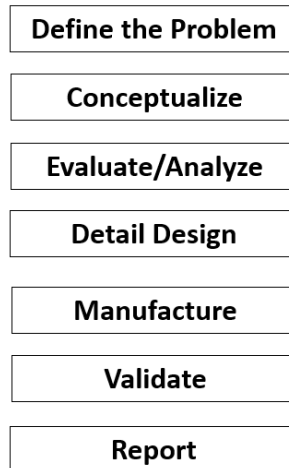 Define the Problem
Conceptualize
Evaluate/Analyze
Detail Design
Manufacture
Validate
Report